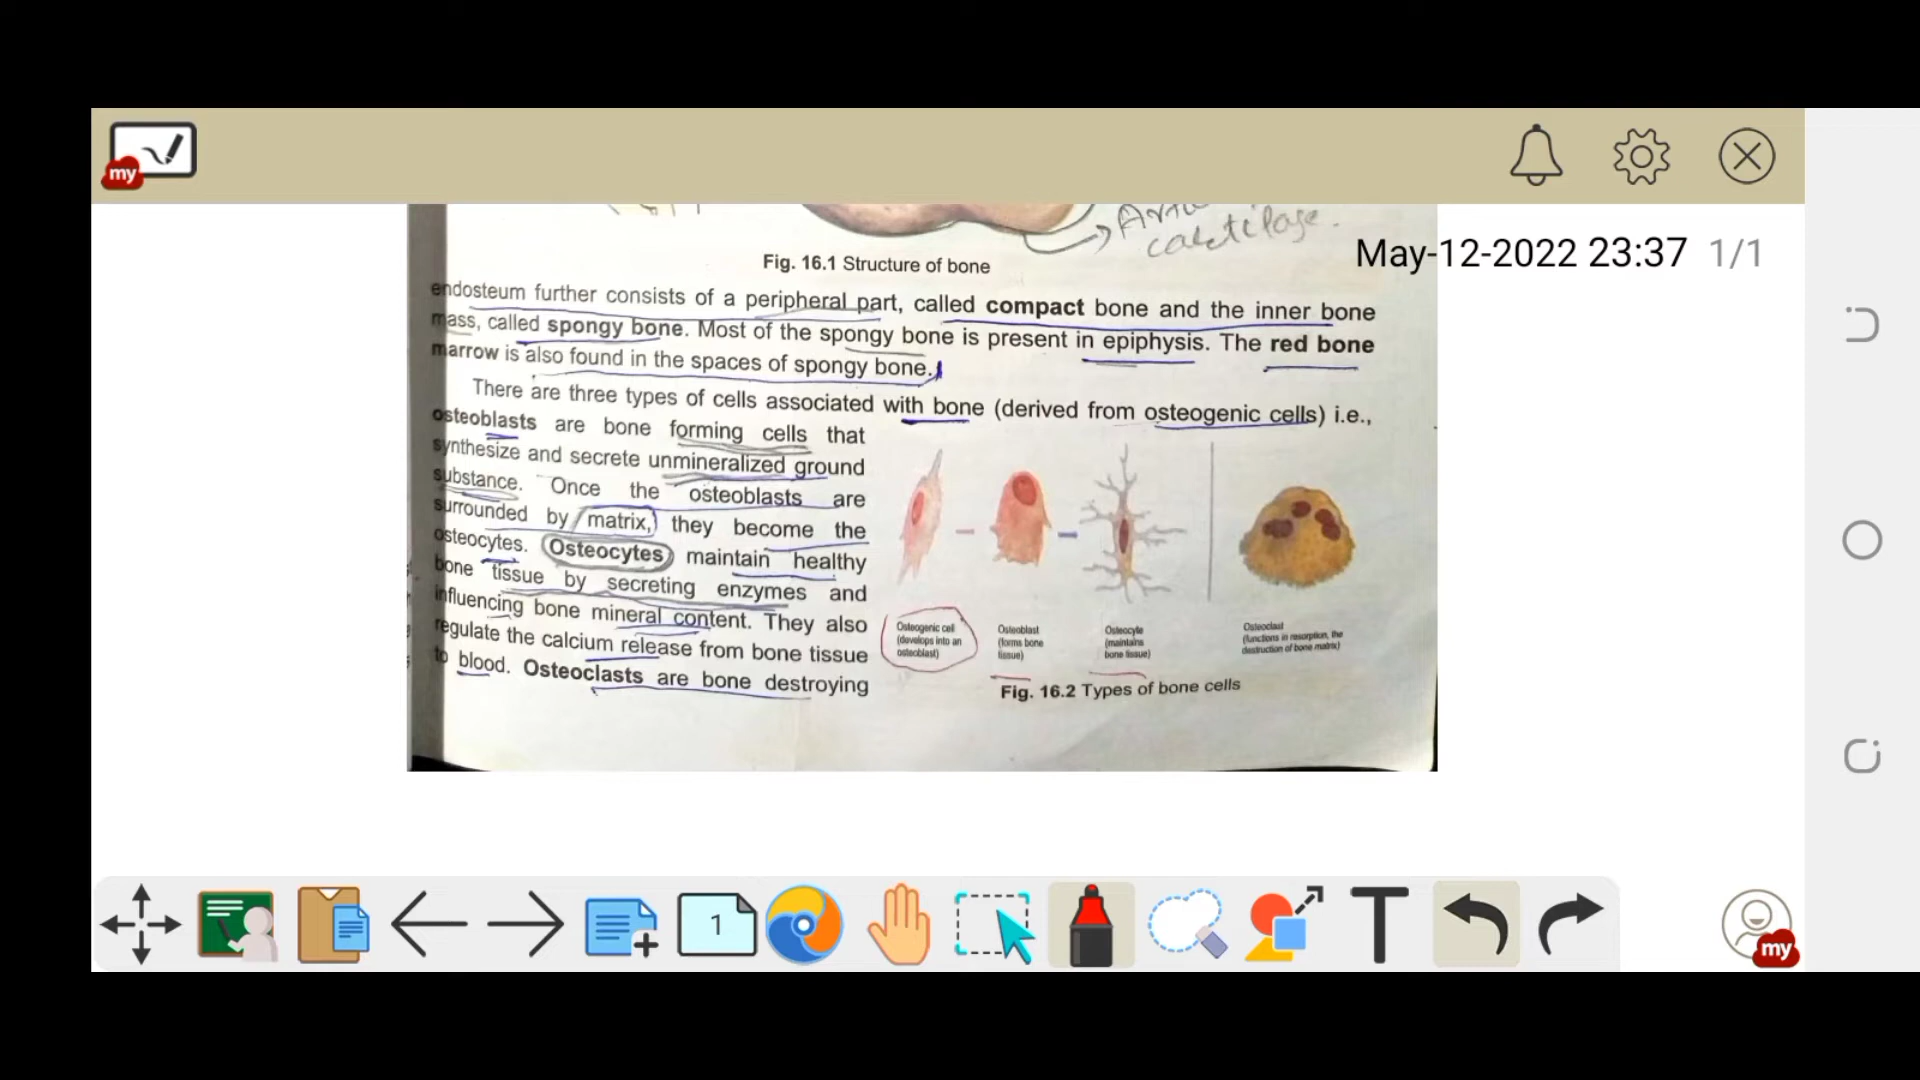 my
cartilage.
May-12-2022 23:37 1/1
Fig. 16.1 Structure of bone
endosteum further consists of a peripheral part, called compact bone and the inner bone
mass, called spongy bone. Most of the spongy bone is present in epiphysis. The red bone
marrow is also found in the spaces of spongy bone.
There are three types of cells associated with bone (derived from osteogenic cells) i.e.,
osteoblasts are bone forming cells that
synthesize and secrete unmineralized ground
substance. Once the osteoblasts are
surrounded by matrix, they become the
osteocytes. Osteocytes maintain healthy
bone tissue by secreting enzymes and
influencing bone mineral content. They also
regulate the calcium release from bone tissue
to blood. Osteoclasts are bone destroying
Osteogenic cell
(develops into an
osteoblast)
Osteoblast
(forms bone
tissue)
Osteocyte
(maintains
bone tissue)
Osteoclast
(functions in resorption, the
destruction of bone matrix)
Fig. 16.2 Types of bone cells
1
T
my